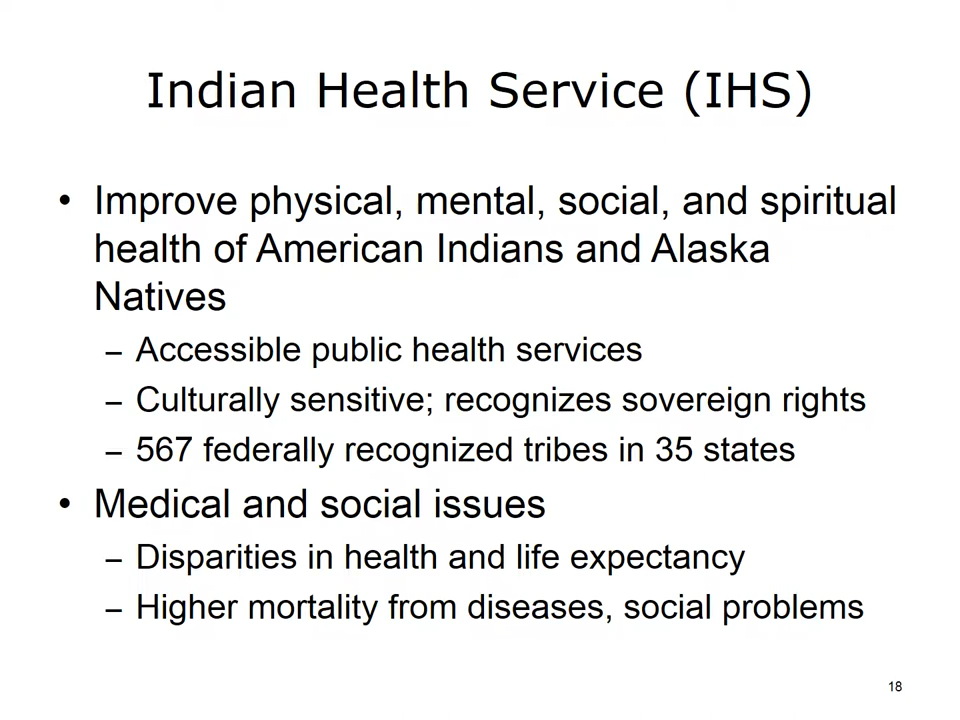 Indian Health Service (IHS)
• Improve physical, mental, social, and spiritual
health of American Indians and Alaska
Natives
– Accessible public health services
– Culturally sensitive; recognizes sovereign rights
– 567 federally recognized tribes in 35 states
• Medical and social issues
– Disparities in health and life expectancy
– Higher mortality from diseases, social problems
18